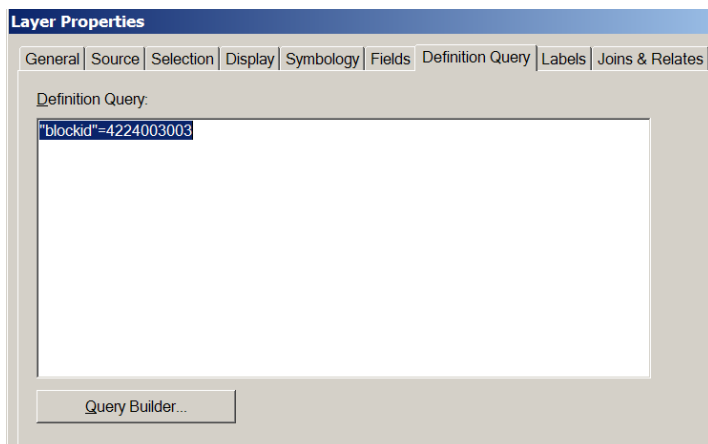 Layer Properties
General Source Selection Display Symbology Fields Definition Query Labels Joins & Relates
Definition Query:
"blockid"=4224003003
Query Builder...